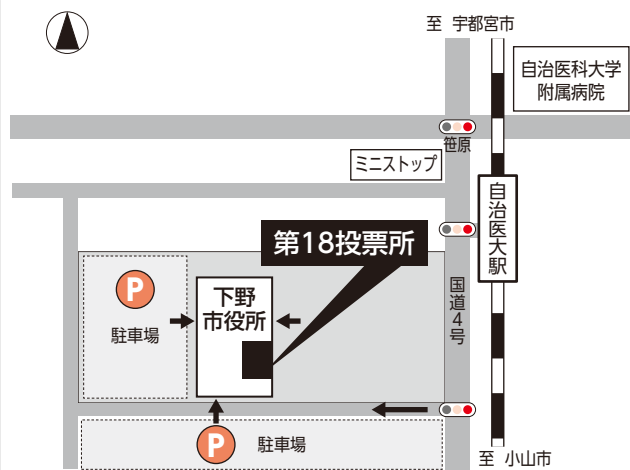 至 宇都宮市
自治医科大学
附属病院
笹原
ミニストップ
自治医大駅
第18投票所
国道4号
P
駐車場
下野
市役所
P
駐車場
至 小山市